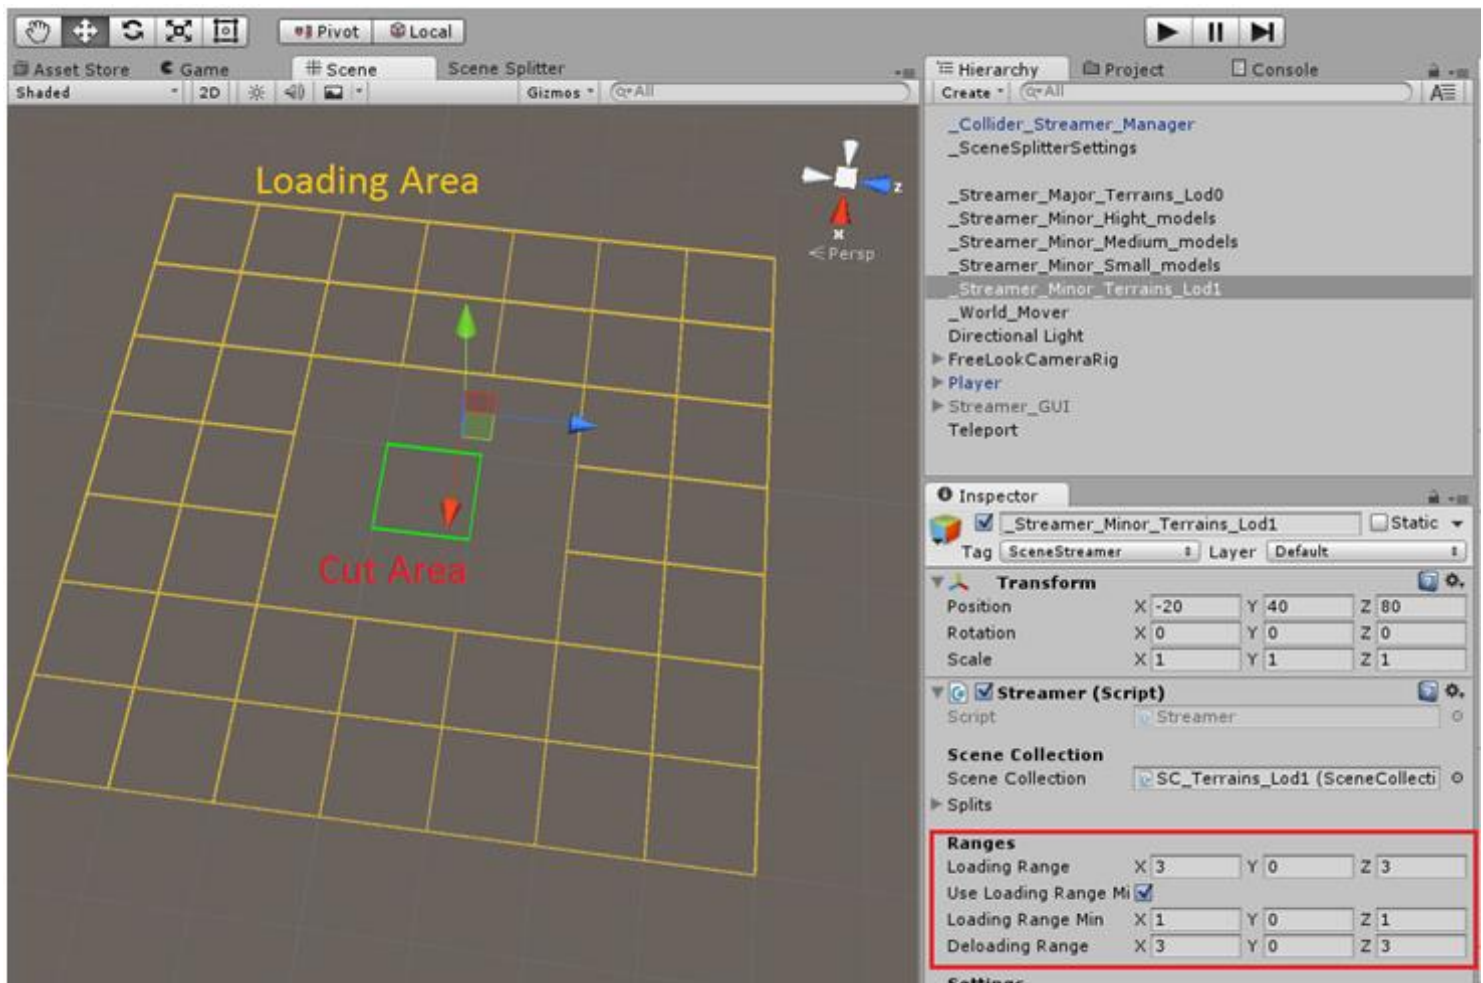 Pivot Local
Asset Store Game Scene Scene Splitter
Shaded 2D Gizmos All
Loading Area
z
x
Persp
Cut Area
Hierarchy Project Console
Create All
_Collider_Streamer_Manager
_SceneSplitterSettings
_Streamer_Major_Terrains_Lod0
_Streamer_Minor_Hight_models
_Streamer_Minor_Medium_models
_Streamer_Minor_Small_models
_Streamer_Minor_Terrains_Lod1
_World_Mover
Directional Light
FreeLookCameraRig
Player
Streamer_GUI
Teleport
Inspector
_Streamer_Minor_Terrains_Lod1 Static
Tag SceneStreamer Layer Default
Transform
Position X -20 Y 40 Z 80
Rotation X 0 Y 0 Z 0
Scale X 1 Y 1 Z 1
Streamer (Script)
Script Streamer
Scene Collection
Scene Collection SC_Terrains_Lod1 (SceneCollecti
Splits
Ranges
Loading Range X 3 Y 0 Z 3
Use Loading Range Mi
Loading Range Min X 1 Y 0 Z 1
Deloading Range X 3 Y 0 Z 3
Settings